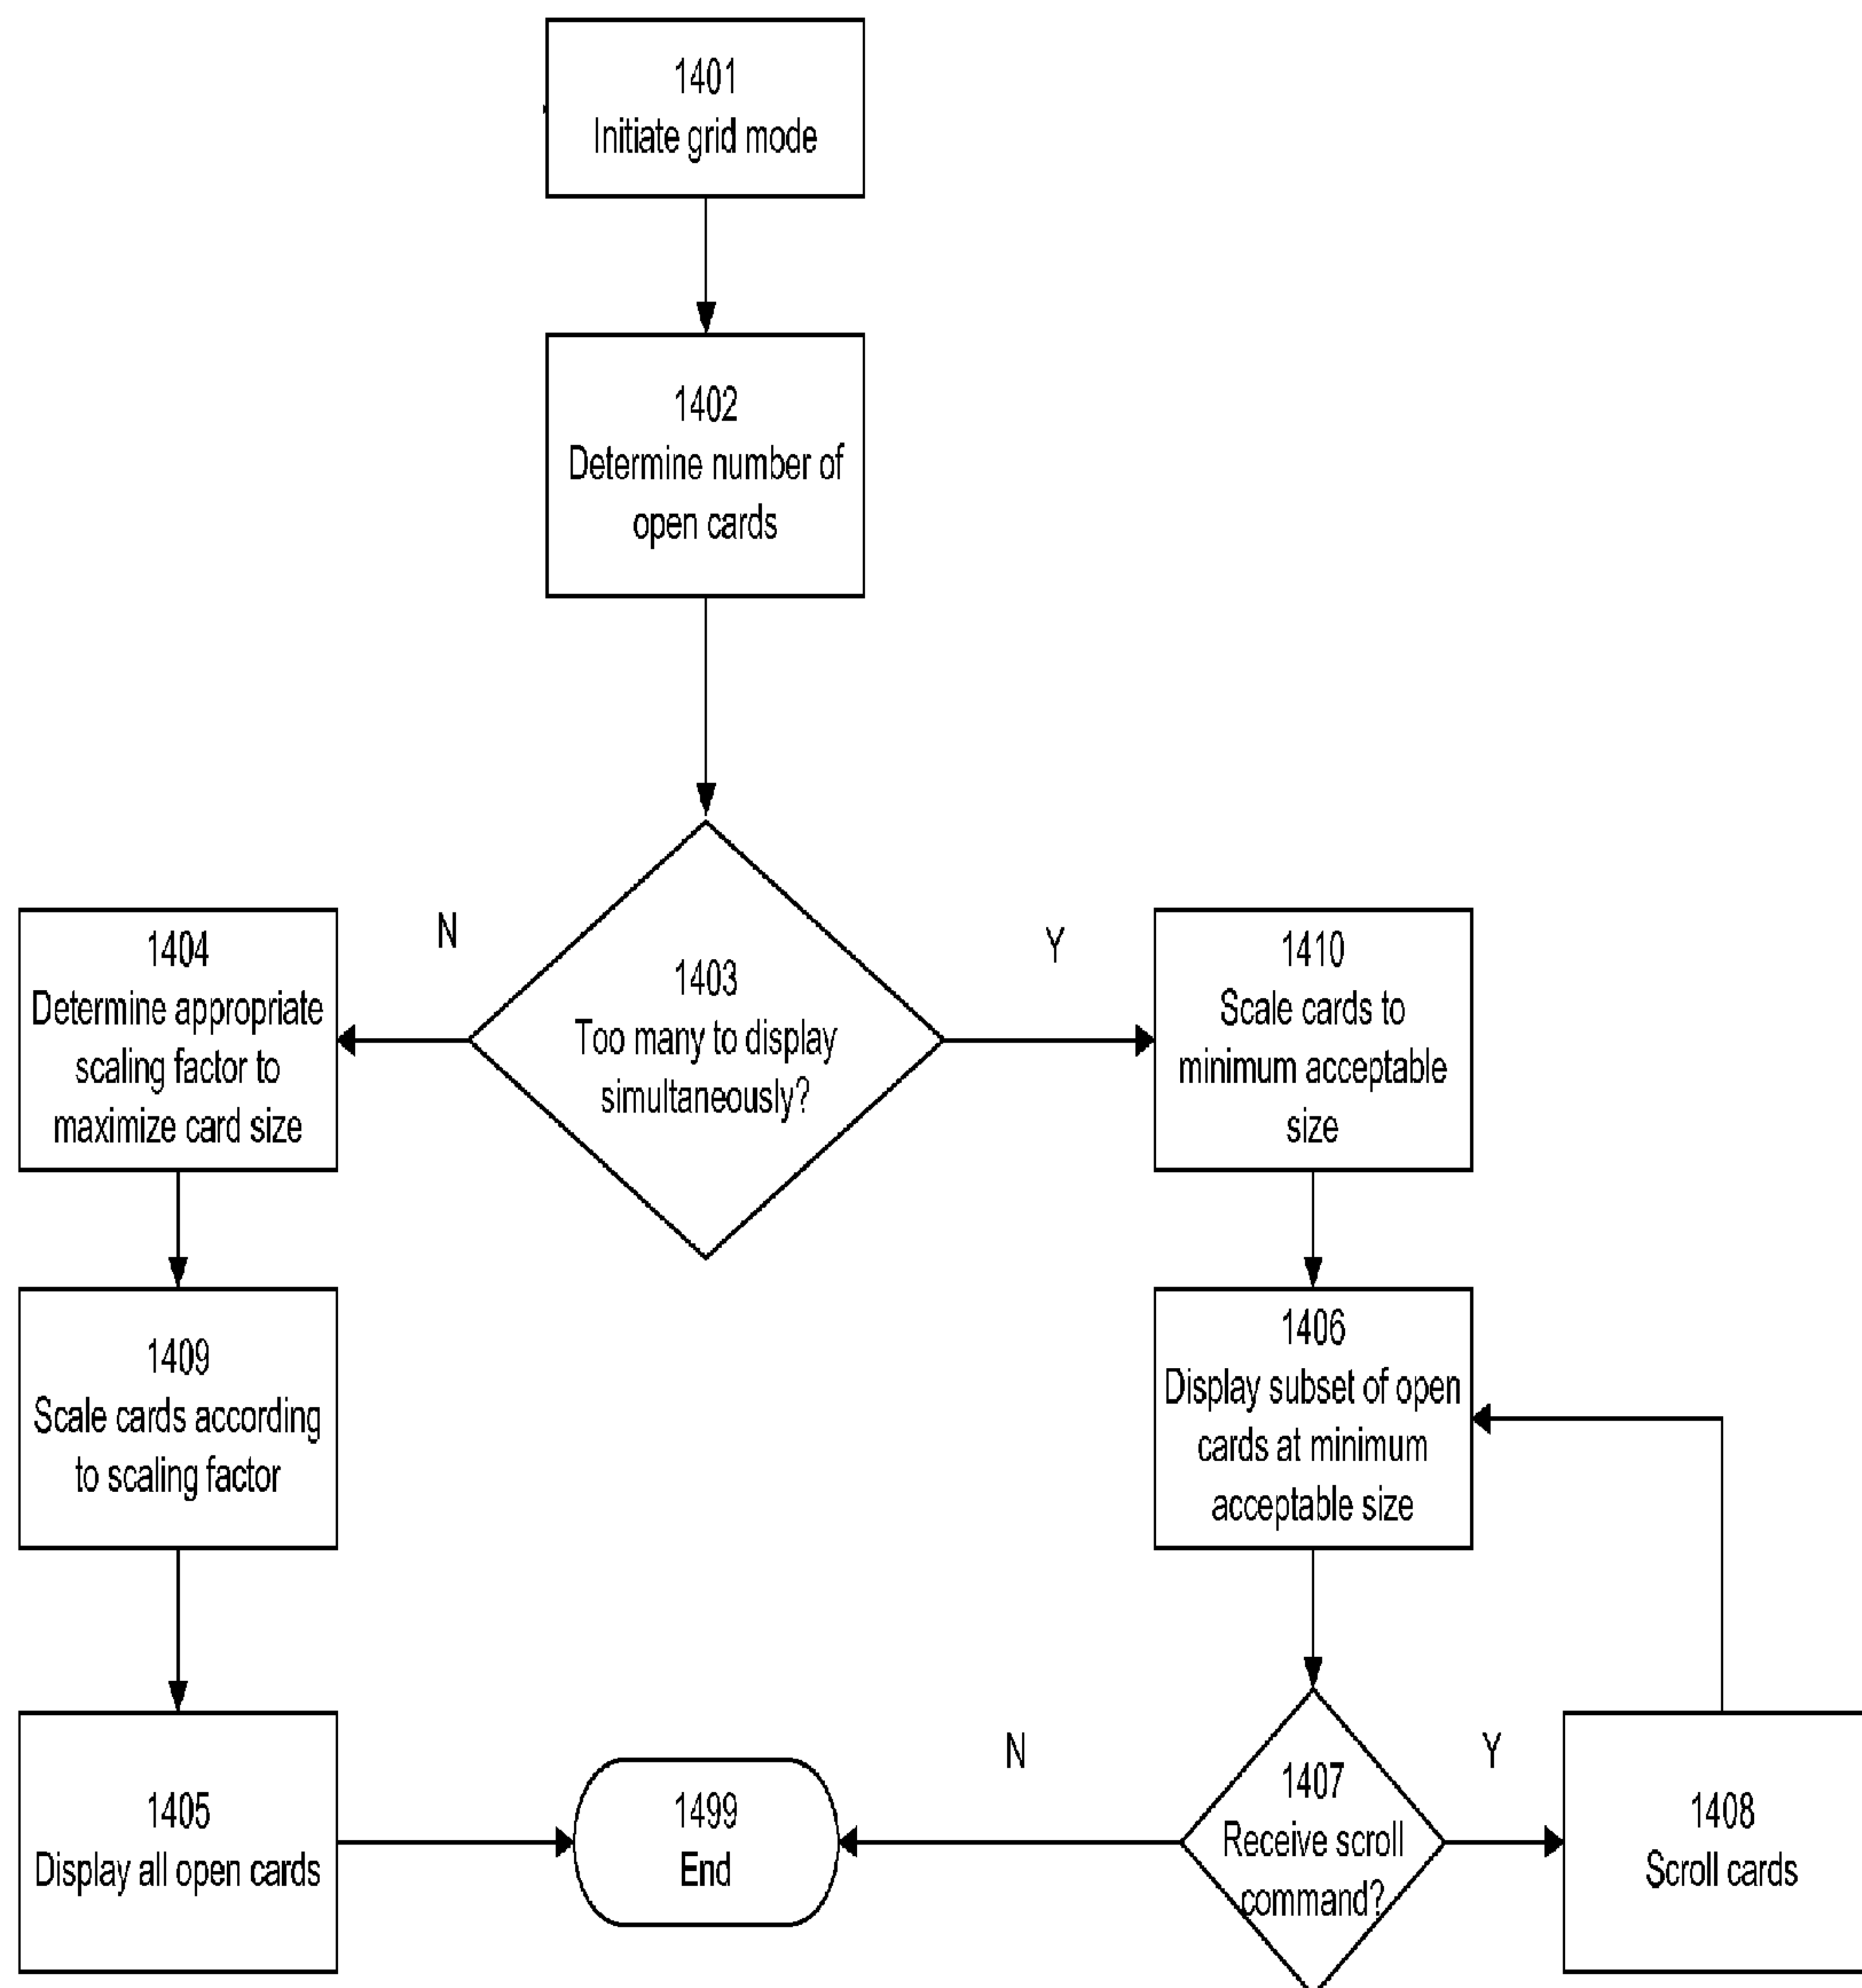 1401
Initiate grid mode
1402
Determine number of
open cards
N
Y
1404
Determine appropriate
scaling factor to
maximize card size
1403
Too many to display
simultaneously?
1410
Scale cards to
minimum acceptable
size
1409
Scale cards according
to scaling factor
1406
Display subset of open
cards at minimum
acceptable size
N
Y
1405
Display all open cards
1499
End
1407
Receive scroll
command?
1408
Scroll cards